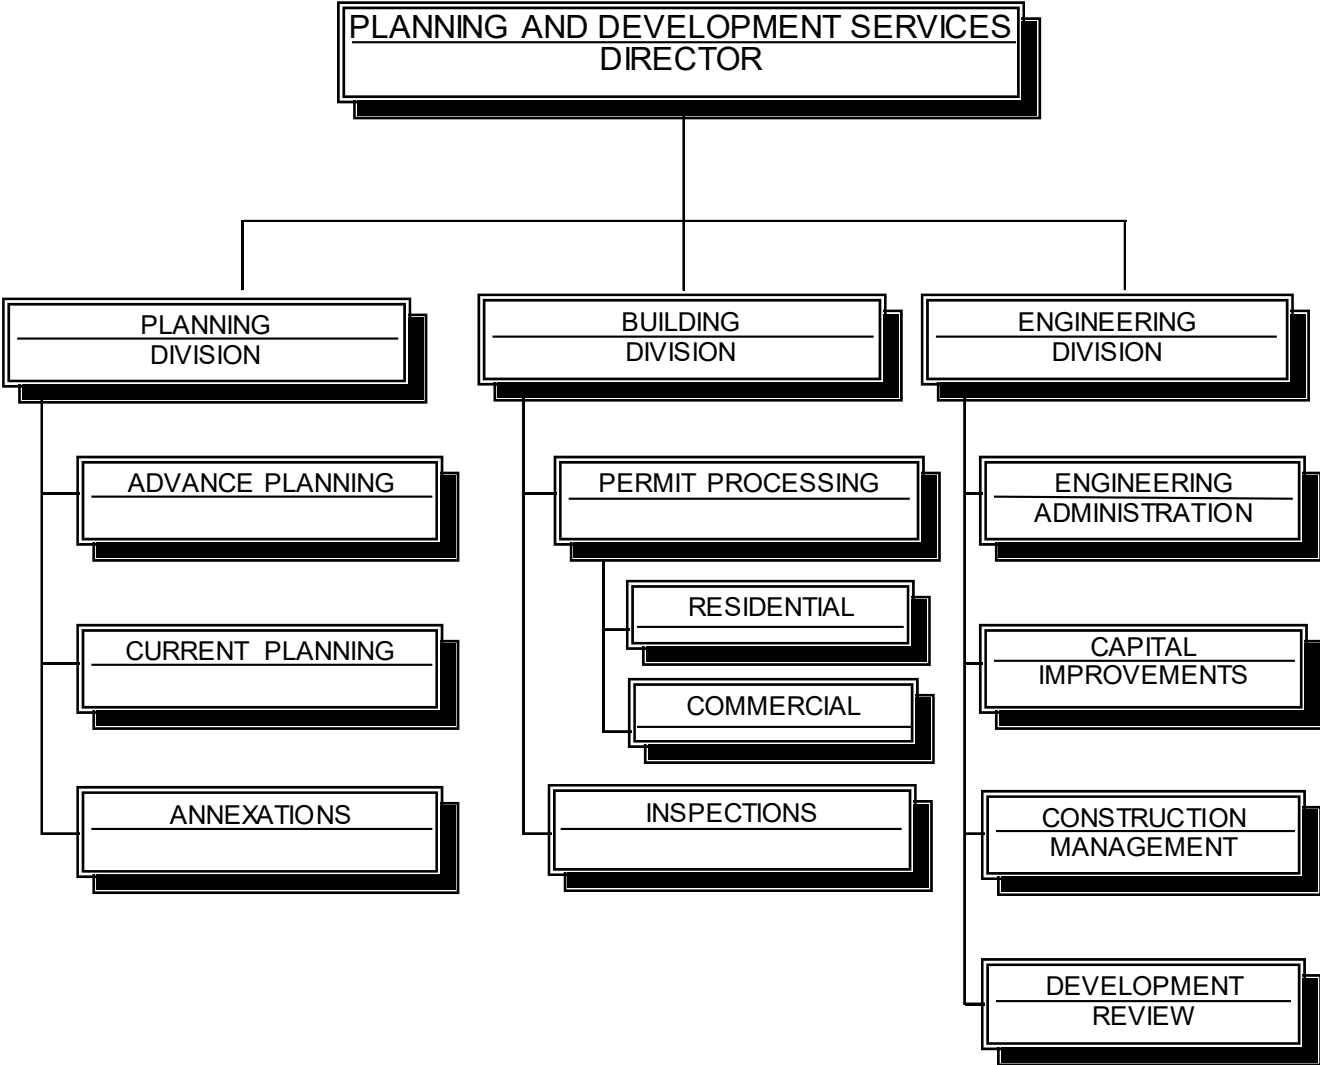 PLANNING AND DEVELOPMENT SERVICES
DIRECTOR
PLANNING
DIVISION
ADVANCE PLANNING
CURRENT PLANNING
ANNEXATIONS
BUILDING
DIVISION
PERMIT PROCESSING
RESIDENTIAL
COMMERCIAL
INSPECTIONS
ENGINEERING
DIVISION
ENGINEERING
ADMINISTRATION
CAPITAL
IMPROVEMENTS
CONSTRUCTION
MANAGEMENT
DEVELOPMENT
REVIEW